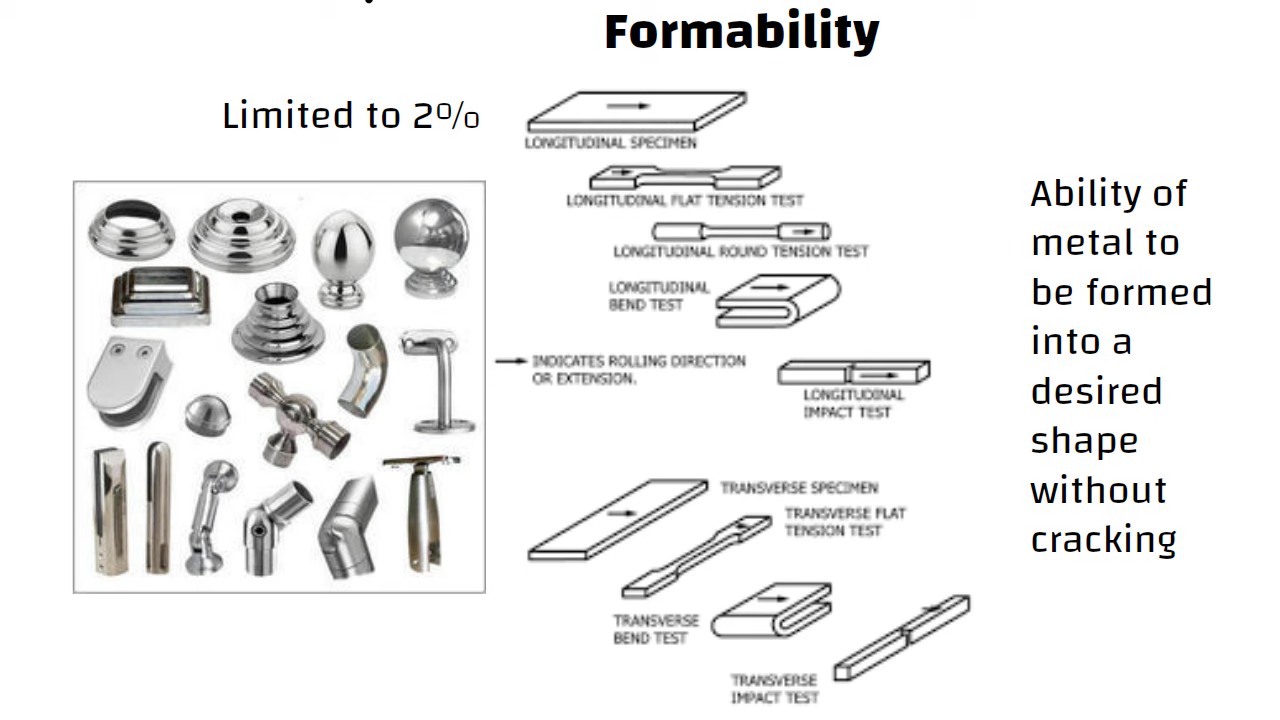 Formability
Limited to 2%
LONGITUDINAL SPECIMEN
LONGITUDINAL FLAT TENSION TEST
LONGITUDINAL ROUND TENSION TEST
LONGITUDINAL
BEND TEST
INDICATES ROLLING DIRECTION
OR EXTENSION.
LONGITUDINAL
IMPACT TEST
TRANSVERSE SPECIMEN
TRANSVERSE FLAT
TENSION TEST
TRANSVERSE
BEND TEST
TRANSVERSE
IMPACT TEST
Ability of
metal to
be formed
into a
desired
shape
without
cracking